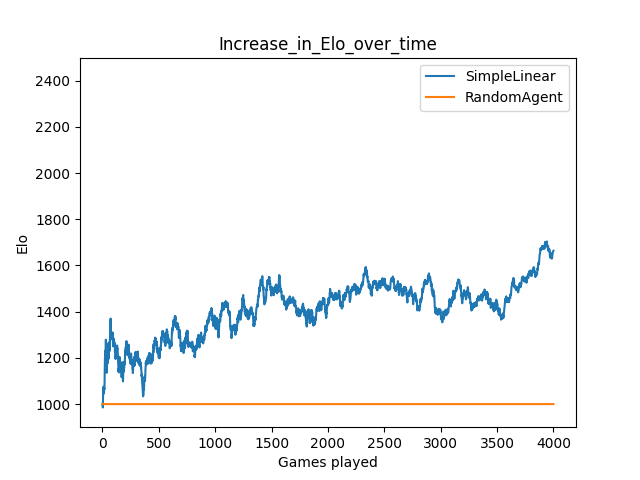 Increase_in_Elo_over_time
SimpleLinear
RandomAgent
2400
2200
2000
1800
1600
1400
1200
1000
Elo
0 500 1000 1500 2000 2500 3000 3500 4000
Games played